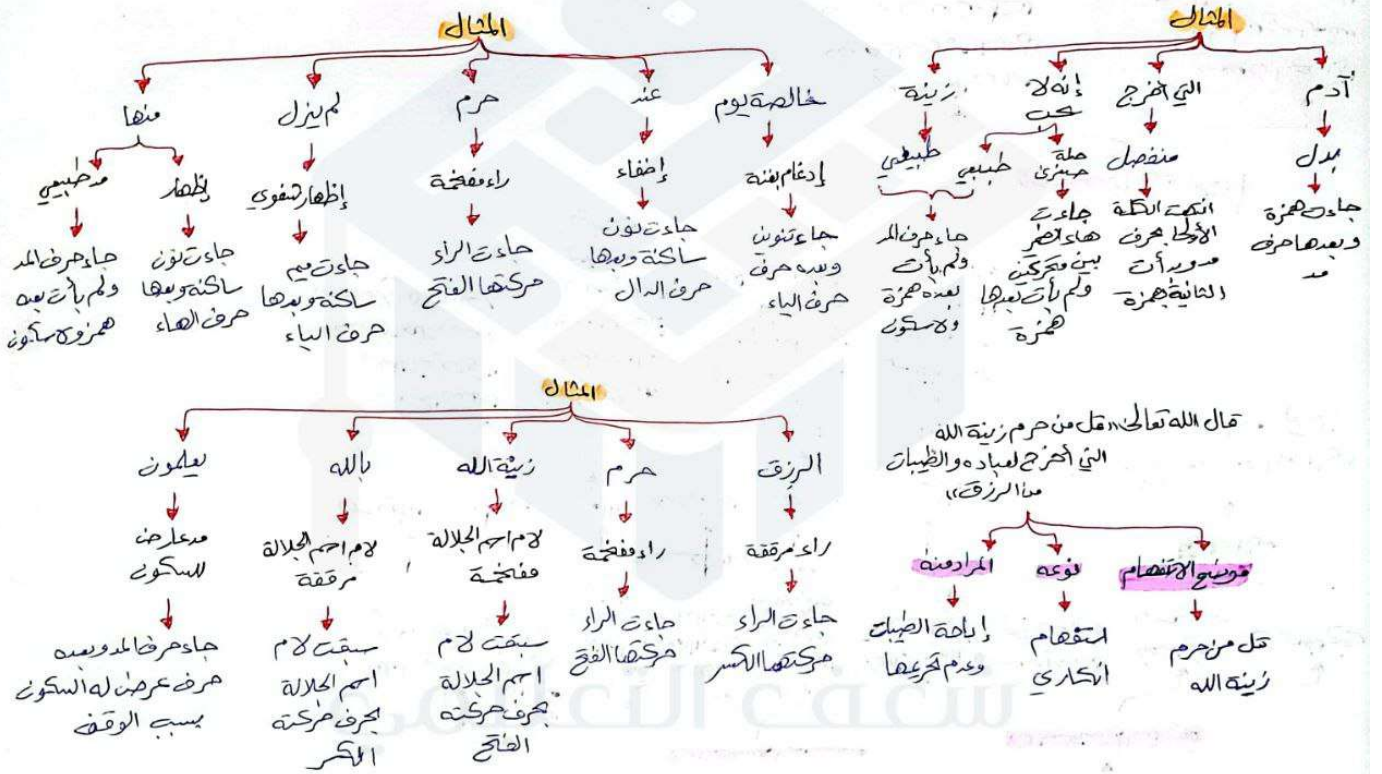 المثال
آدم
بدل
جاءت همزة
وبعدها حرف
مد
التي أخرج
منفصل
انتهت الكلمة
الأولى بحرف
مد وبدأت
الثانية بهمزة
إنه لا
يحب
صلة
صغرى
جاءت
هاء الضمير
بين متحركين
ولم يأت بعدها
همزة
طبيعي
زينة
طبيعي
جاء حرف المد
ولم يأت
بعده همزة
ولا سكون
المثال
خالصة يوم
إدغام بغنة
جاء تنوين
وبعده حرف
حرف الياء
عند
إخفاء
جاءت نون
ساكنة وبعدها
حرف الدال
حرم
راء مفخمة
جاءت الراء
حركتها الفتح
لم ينزل
إظهار شفوي
جاءت ميم
ساكنة وبعدها
حرف الياء
منها
إظهار
جاءت نون
ساكنة وبعدها
حرف الهاء
مد طبيعي
جاء حرف المد
ولم يأت بعده
همز ولا سكون
قال الله تعالى: "قل من حرم زينة الله
التي أخرج لعباده والطيبات
من الرزق"
موضع الاستفهام
قل من حرم
زينة الله
نوعه
استفهام
انكاري
المراد منه
إباحة الطيبات
وعدم تحريمها
المثال
الرزق
راء مرققة
جاءت الراء
حركتها الكسر
حرم
راء مفخمة
جاءت الراء
حركتها الفتح
زينة الله
لام اسم الجلالة
مفخمة
سبقت لام
اسم الجلالة
بحرف حركته
الفتح
بالله
لام اسم الجلالة
مرققة
سبقت لام
اسم الجلالة
بحرف حركته
الكسر
يعلمون
مد عارض
للسكون
جاء حرف المد وبعده
حرف عرض له السكون
بسبب الوقف